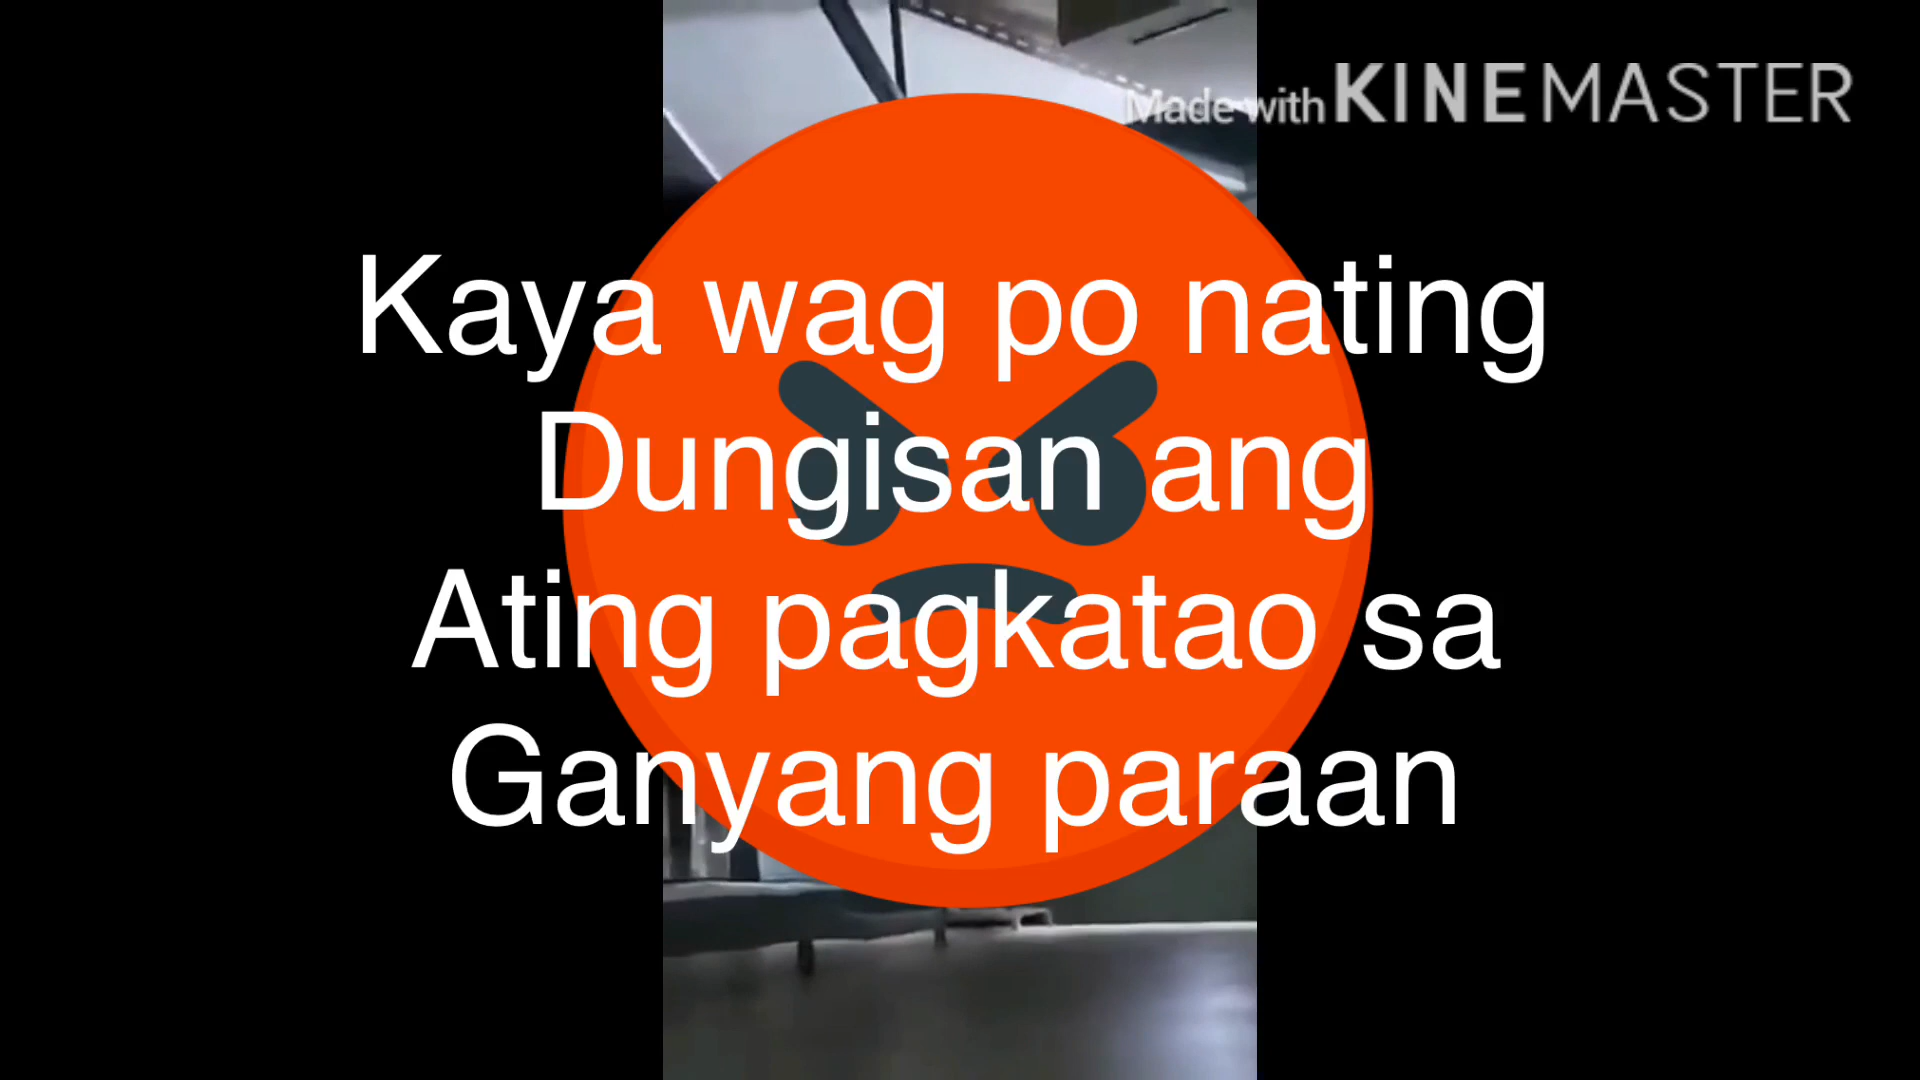 Made with KINEMASTER
Kaya wag po nating
Dungisan ang
Ating pagkatao sa
Ganyang paraan